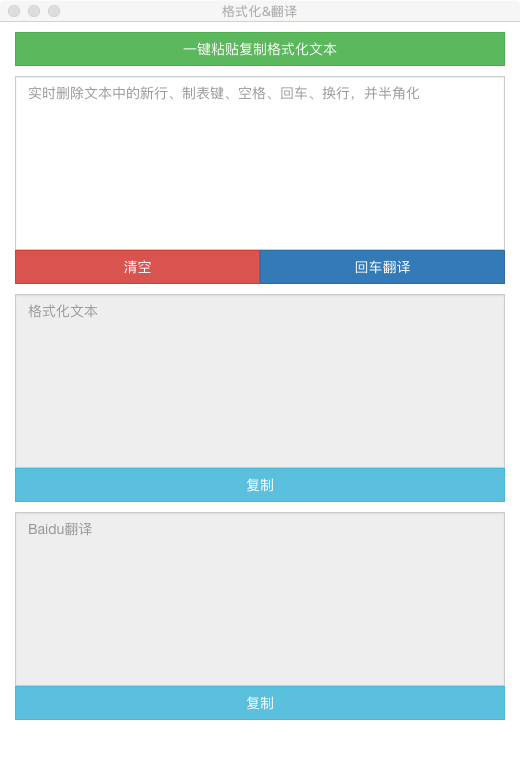 格式化&翻译
一键粘贴复制格式化文本
实时删除文本中的新行、制表键、空格、回车、换行，并半角化
清空
回车翻译
格式化文本
复制
Baidu翻译
复制